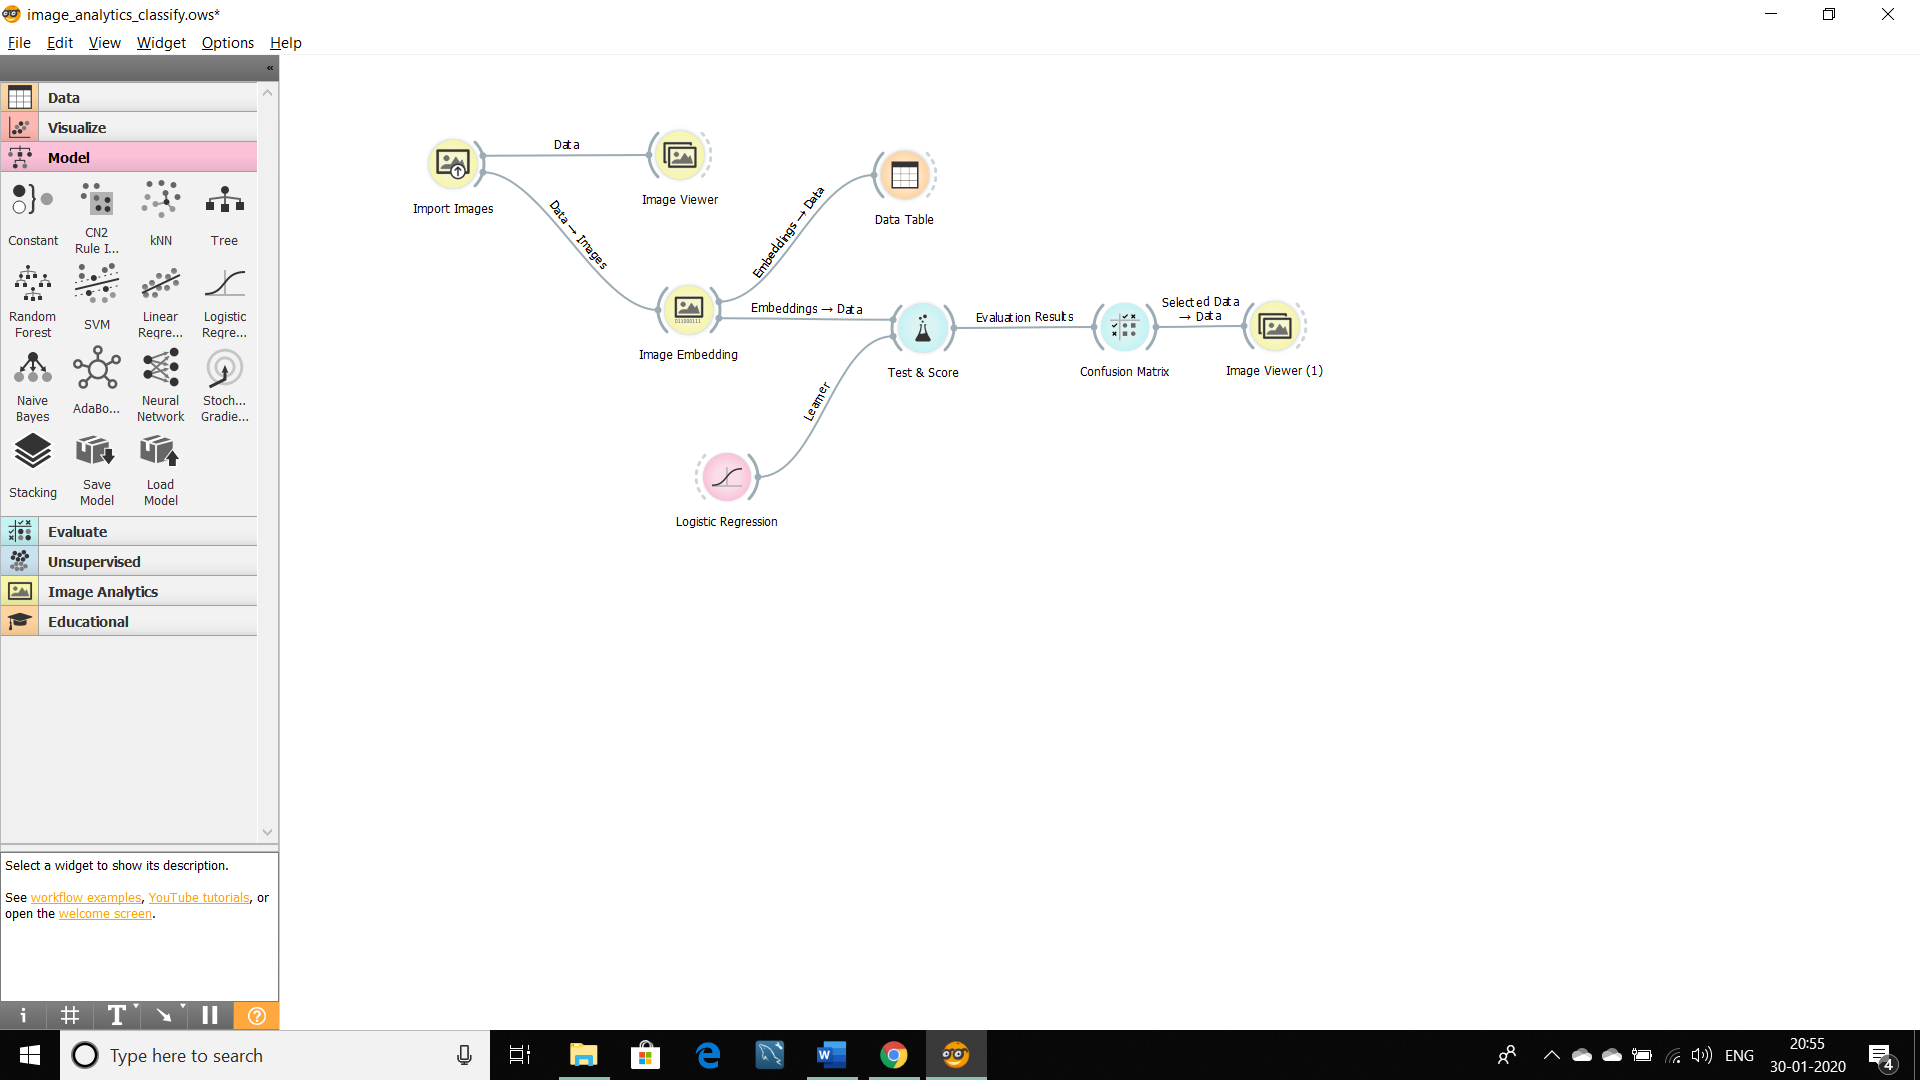 image_analytics_classify.ows*
File Edit View Widget Options Help
«
Data
Visualize
Model
Constant
CN2
Rule I...
kNN
Tree
Random
Forest
SVM
Linear
Regre...
Logistic
Regre...
Naive
Bayes
AdaBo...
Neural
Network
Stoch...
Gradie...
Stacking
Save
Model
Load
Model
Evaluate
Unsupervised
Image Analytics
Educational
Select a widget to show its description.
See workflow examples, YouTube tutorials, or
open the welcome screen.
Import Images
Data
Image Viewer
Data → Images
Embeddings → Data
Data Table
Image Embedding
Embeddings → Data
Test & Score
Learner
Logistic Regression
Evaluation Results
Confusion Matrix
Selected Data
→ Data
Image Viewer (1)
Type here to search
ENG
20:55
30-01-2020
4